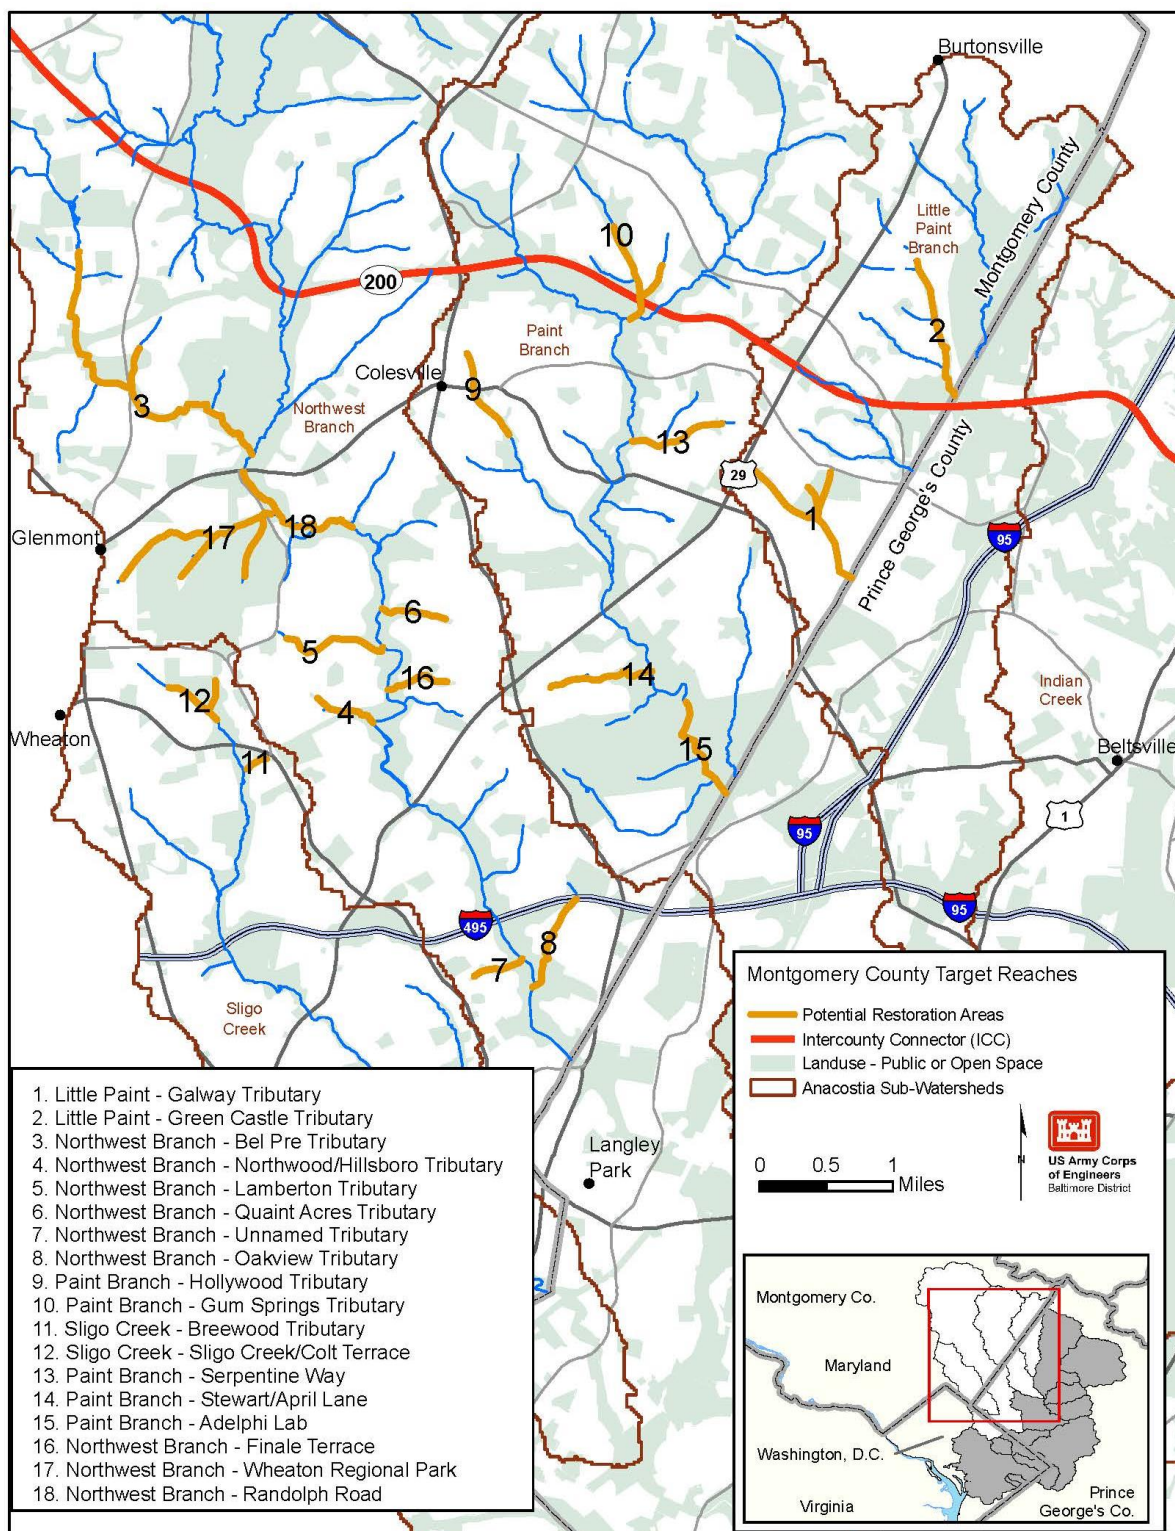 Burtonsville
Little
Paint
Branch
Montgomery County
10
200
2
Paint
Branch
Colesville
9
3
Northwest
Branch
13
29
Prince George's County
1
95
Glenmont
17
18
6
5
16
14
12
4
Indian
Creek
Wheaton
15
11
Beltsville
1
95
495
95
8
7
Sligo
Creek
Langley
Park
1. Little Paint - Galway Tributary
2. Little Paint - Green Castle Tributary
3. Northwest Branch - Bel Pre Tributary
4. Northwest Branch - Northwood/Hillsboro Tributary
5. Northwest Branch - Lamberton Tributary
6. Northwest Branch - Quaint Acres Tributary
7. Northwest Branch - Unnamed Tributary
8. Northwest Branch - Oakview Tributary
9. Paint Branch - Hollywood Tributary
10. Paint Branch - Gum Springs Tributary
11. Sligo Creek - Breewood Tributary
12. Sligo Creek - Sligo Creek/Colt Terrace
13. Paint Branch - Serpentine Way
14. Paint Branch - Stewart/April Lane
15. Paint Branch - Adelphi Lab
16. Northwest Branch - Finale Terrace
17. Northwest Branch - Wheaton Regional Park
18. Northwest Branch - Randolph Road
Montgomery County Target Reaches
Potential Restoration Areas
Intercounty Connector (ICC)
Landuse - Public or Open Space
Anacostia Sub-Watersheds
0 0.5 1
Miles
N
US Army Corps
of Engineers
Baltimore District
Montgomery Co.
Maryland
Washington, D.C.
Virginia
Prince
George's Co.